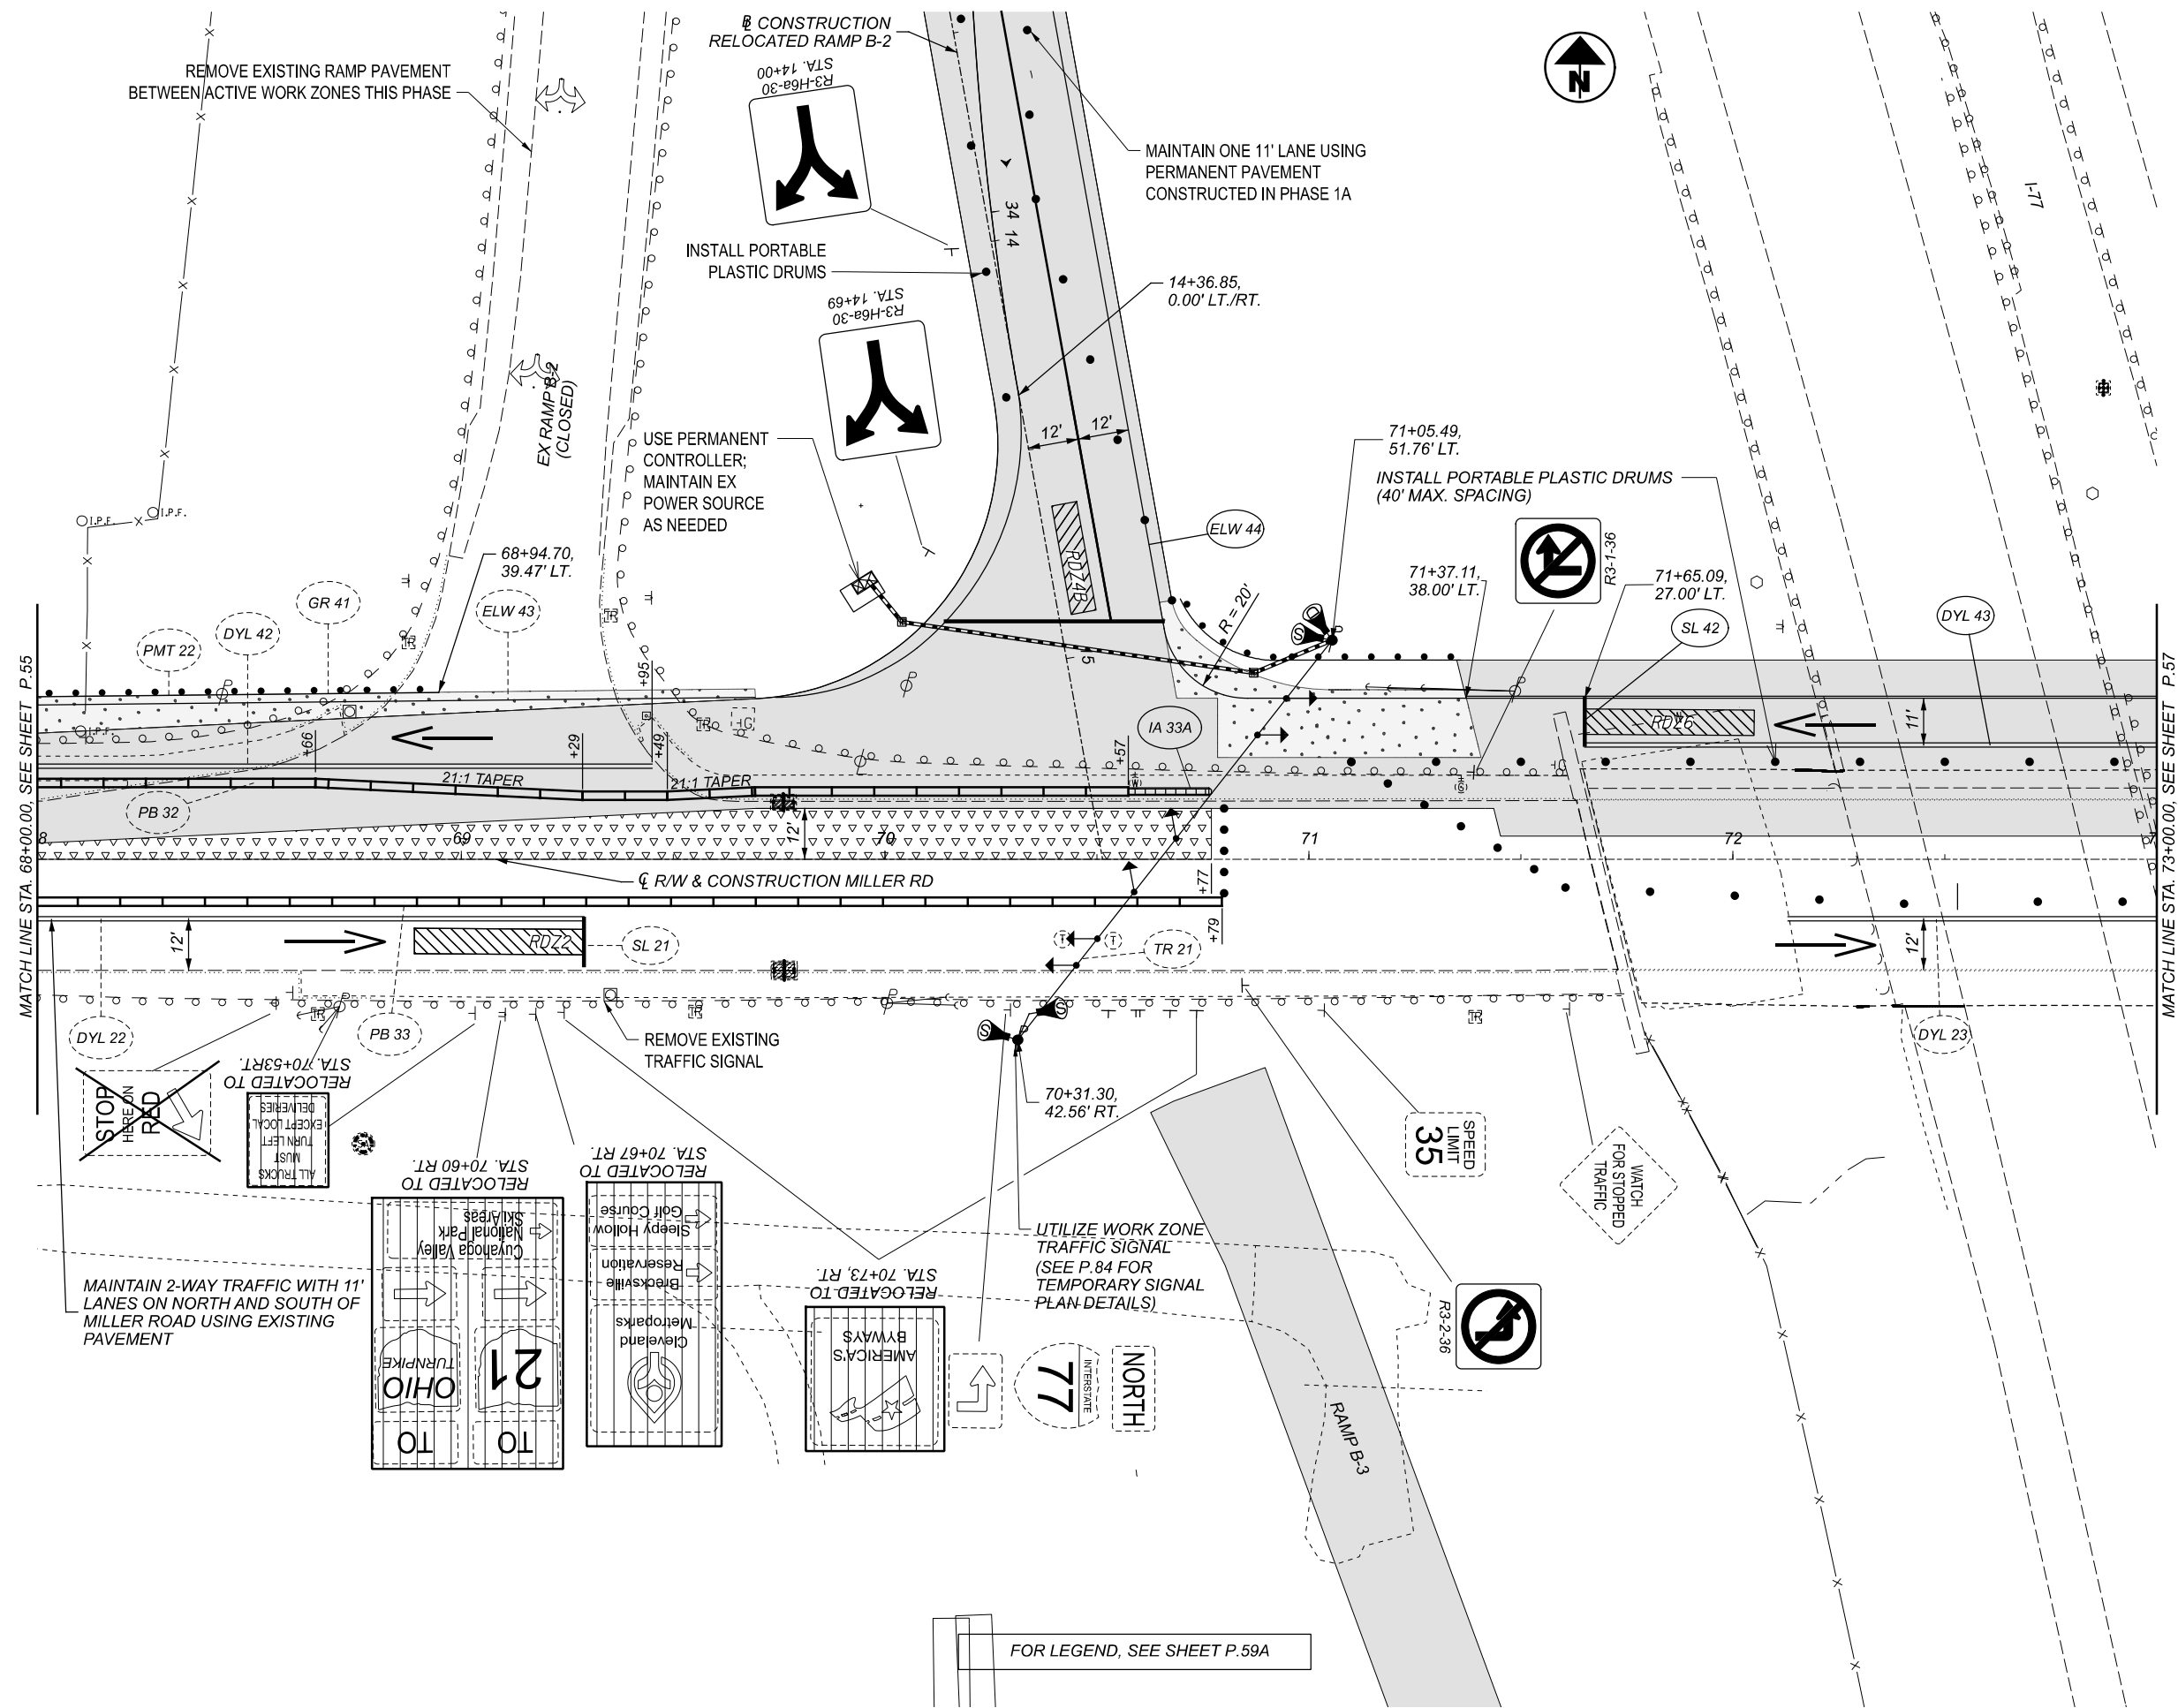 REMOVE EXISTING RAMP PAVEMENT
BETWEEN ACTIVE WORK ZONES THIS PHASE
℄ CONSTRUCTION
RELOCATED RAMP B-2
R3-H6a-30
STA. 14+00
N
MAINTAIN ONE 11' LANE USING
PERMANENT PAVEMENT
CONSTRUCTED IN PHASE 1A
I-77
34
14
INSTALL PORTABLE
PLASTIC DRUMS
R3-H6a-30
STA. 14+69
14+36.85,
0.00' LT./RT.
EX RAMP B-2
(CLOSED)
USE PERMANENT
CONTROLLER;
MAINTAIN EX
POWER SOURCE
AS NEEDED
12'
12'
71+05.49,
51.76' LT.
INSTALL PORTABLE PLASTIC DRUMS
(40' MAX. SPACING)
I.P.F.
I.P.F.
68+94.70,
39.47' LT.
ELW 44
RDZ4B
R3-1-36
71+37.11,
38.00' LT.
71+65.09,
27.00' LT.
GR 41
ELW 43
DYL 42
PMT 22
R = 20'
SL 42
DYL 43
MATCH LINE STA. 68+00.00, SEE SHEET P.55
MATCH LINE STA. 73+00.00, SEE SHEET P.57
S
D
15
+95
I.P.F.
+66
+29
+49
+57
IA 33A
RDZ6
11'
21:1 TAPER
21:1 TAPER
PB 32
8
69
12'
70
71
72
7
℄ R/W & CONSTRUCTION MILLER RD
+77
+79
12'
RDZ2
SL 21
T
T
TR 21
12'
DYL 22
PB 33
REMOVE EXISTING
TRAFFIC SIGNAL
S
S
DYL 23
70+31.30,
42.56' RT.
STOP
HERE ON
RED
RELOCATED TO
STA. 70+53RT.
ALL TRUCKS
MUST
TURN LEFT
EXCEPT LOCAL
DELIVERIES
RELOCATED TO
STA. 70+60 RT.
RELOCATED TO
STA. 70+67 RT.
SPEED
LIMIT
35
WATCH
FOR STOPPED
TRAFFIC
TO
21
TO
OHIO
TURNPIKE
Cuyahoga Valley
National Park
Ski Areas
Cleveland
Metroparks
Brecksville
Reservation
Sleepy Hollow
Golf Course
UTILIZE WORK ZONE
TRAFFIC SIGNAL
(SEE P.84 FOR
TEMPORARY SIGNAL
PLAN DETAILS)
RELOCATED TO
STA. 70+73, RT.
AMERICA'S
BYWAYS
MAINTAIN 2-WAY TRAFFIC WITH 11'
LANES ON NORTH AND SOUTH OF
MILLER ROAD USING EXISTING
PAVEMENT
INTERSTATE
77
NORTH
R3-2-36
RAMP B-3
FOR LEGEND, SEE SHEET P.59A